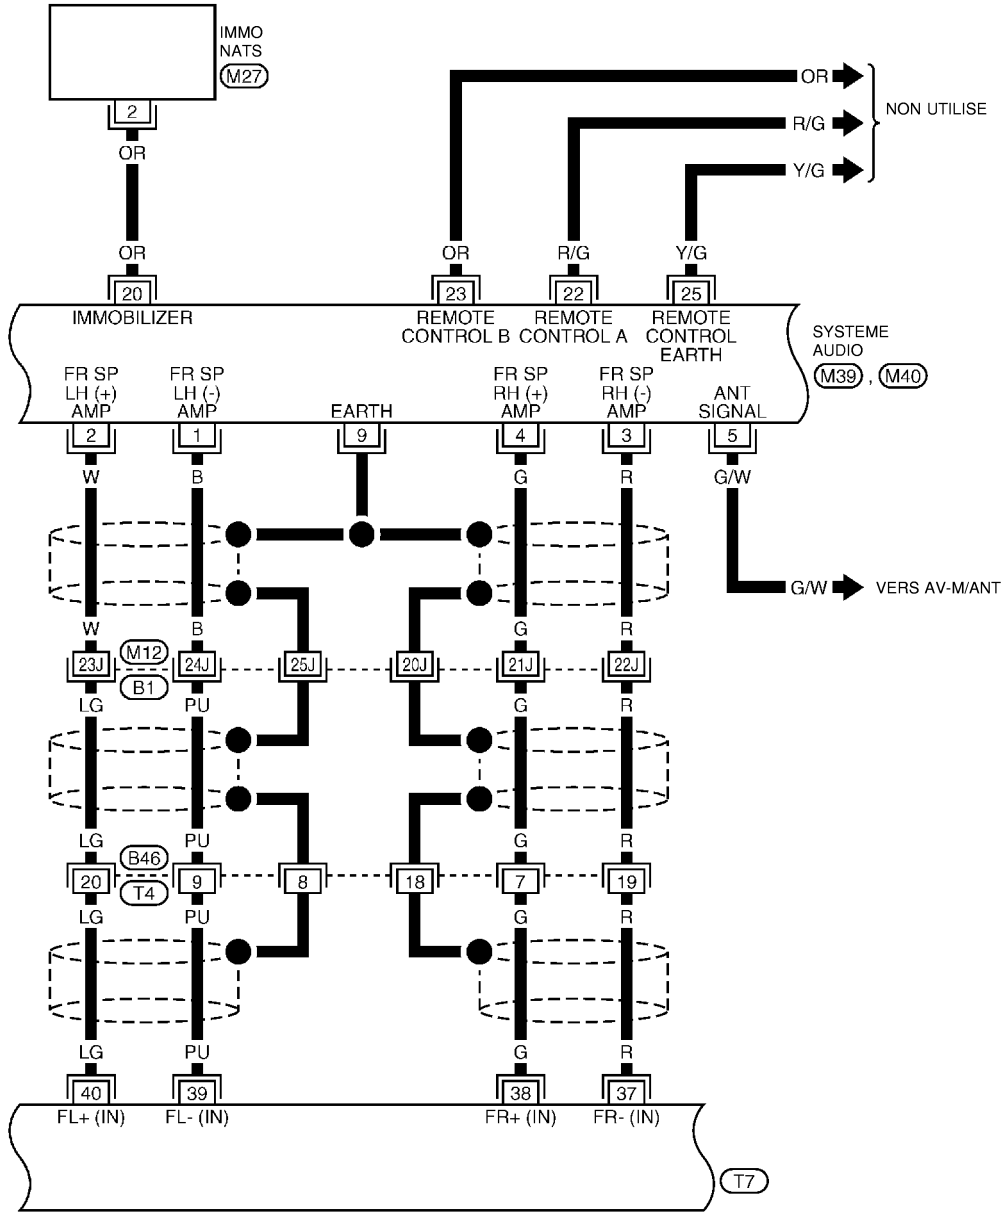 IMMO
NATS
M27
2
OR
OR
R/G
Y/G
NON UTILISE
OR
OR
R/G
Y/G
20
23
22
25
IMMOBILIZER
REMOTE
CONTROL B
REMOTE
CONTROL A
REMOTE
CONTROL
EARTH
SYSTEME
AUDIO
M39 , M40
FR SP
LH (+)
AMP
FR SP
LH (-)
AMP
EARTH
FR SP
RH (+)
AMP
FR SP
RH (-)
AMP
ANT
SIGNAL
2
1
9
4
3
5
W
B
G
R
G/W
G/W
VERS AV-M/ANT
W
B
G
R
M12
23J
24J
25J
20J
21J
22J
B1
LG
PU
G
R
LG
PU
G
R
B46
20
9
8
18
7
19
T4
LG
PU
G
R
LG
PU
G
R
40
39
38
37
FL+ (IN)
FL- (IN)
FR+ (IN)
FR- (IN)
T7